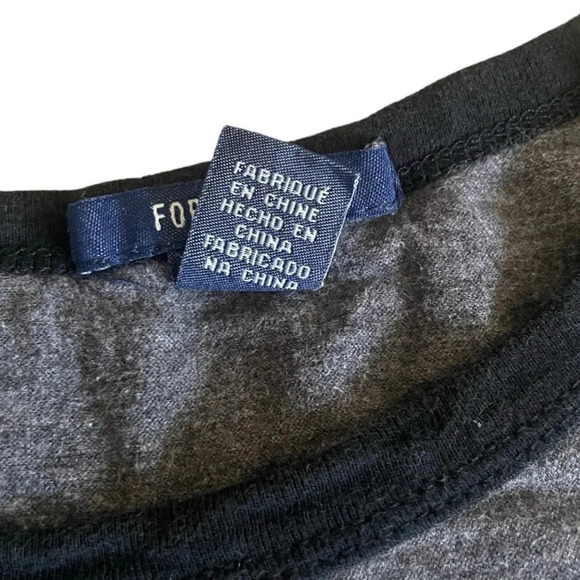 FABRIQUÉ
EN CHINE
HECHO EN
CHINA
FABRICADO
NA CHINA